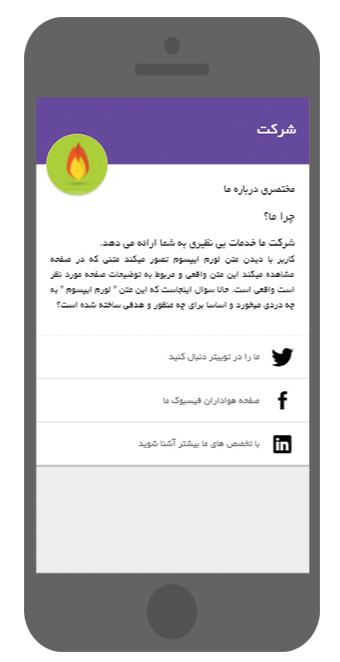 شرکت
مختصری درباره ما
چرا ما؟
شرکت ما خدمات بی نظیری به شما ارائه می دهد.
کاربر با دیدن متن لورم ایپسوم تصور میکند متنی که در صفحه
مشاهده میکند این متن واقعی و مربوط به توضیحات صفحه مورد نظر
است واقعی است. حالا سوال اینجاست که این متن " لورم ایپسوم " به
چه دردی میخورد و اساسا برای چه منظور و هدفی ساخته شده است؟
ما را در توییتر دنبال کنید
صفحه هواداران فیسبوک ما
با تخصص های ما بیشتر آشنا شوید